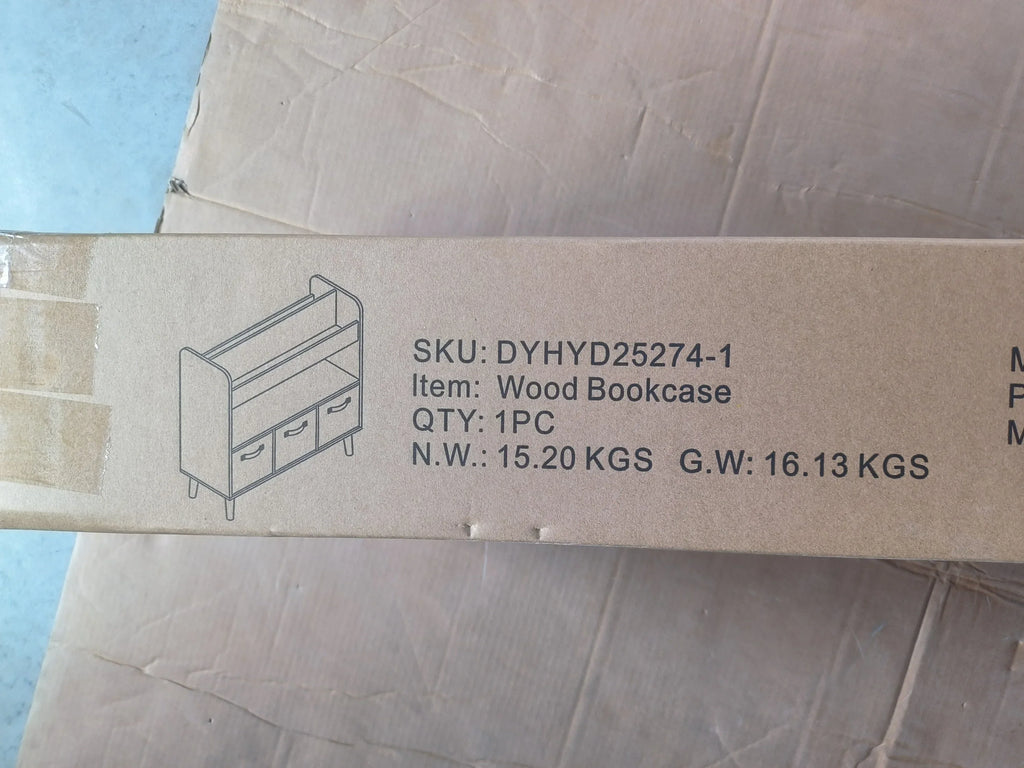 SKU: DYHYD25274-1
Item: Wood Bookcase
QTY: 1PC
N.W.: 15.20 KGS G.W: 16.13 KGS